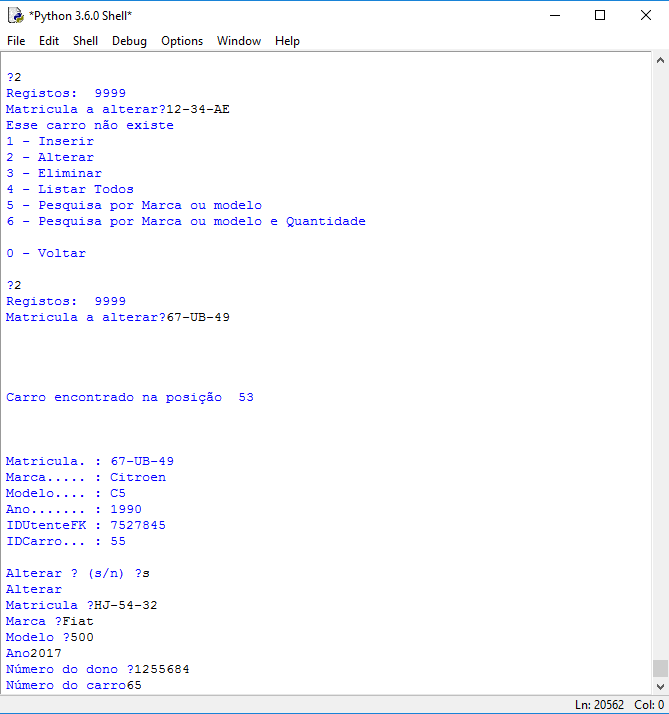 *Python 3.6.0 Shell*
File Edit Shell Debug Options Window Help
?2
Registos:  9999
Matricula a alterar?12-34-AE
Esse carro não existe
1 - Inserir
2 - Alterar
3 - Eliminar
4 - Listar Todos
5 - Pesquisa por Marca ou modelo
6 - Pesquisa por Marca ou modelo e Quantidade
0 - Voltar
?2
Registos:  9999
Matricula a alterar?67-UB-49
Carro encontrado na posição  53
Matricula. : 67-UB-49
Marca..... : Citroen
Modelo.... : C5
Ano....... : 1990
IDUtenteFK : 7527845
IDCarro... : 55
Alterar ? (s/n) ?s
Alterar
Matricula ?HJ-54-32
Marca ?Fiat
Modelo ?500
Ano2017
Número do dono ?1255684
Número do carro65
Ln: 20562 Col: 0